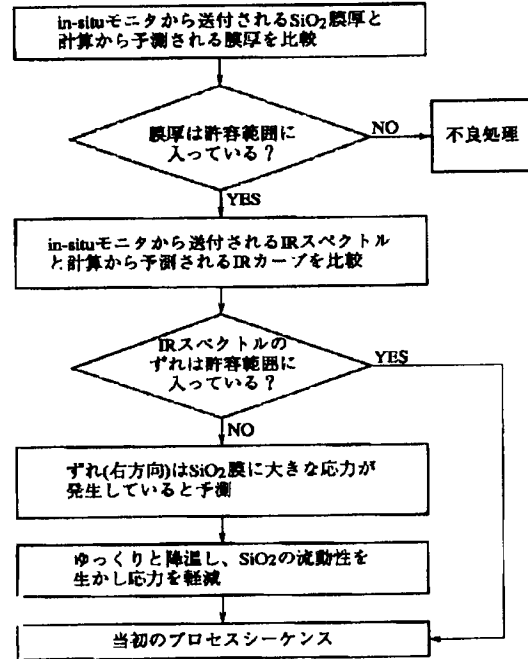 in-situモニタから送付されるSiO2膜厚と
計算から予測される膜厚を比較
膜厚は許容範囲に
入っている？
NO
不良処理
YES
in-situモニタから送付されるIRスペクトル
と計算から予測されるIRカーブを比較
IRスペクトルの
ずれは許容範囲に
入っている？
YES
NO
ずれ(右方向)はSiO2膜に大きな応力が
発生していると予測
ゆっくりと降温し、SiO2の流動性を
生かし応力を軽減
当初のプロセスシーケンス